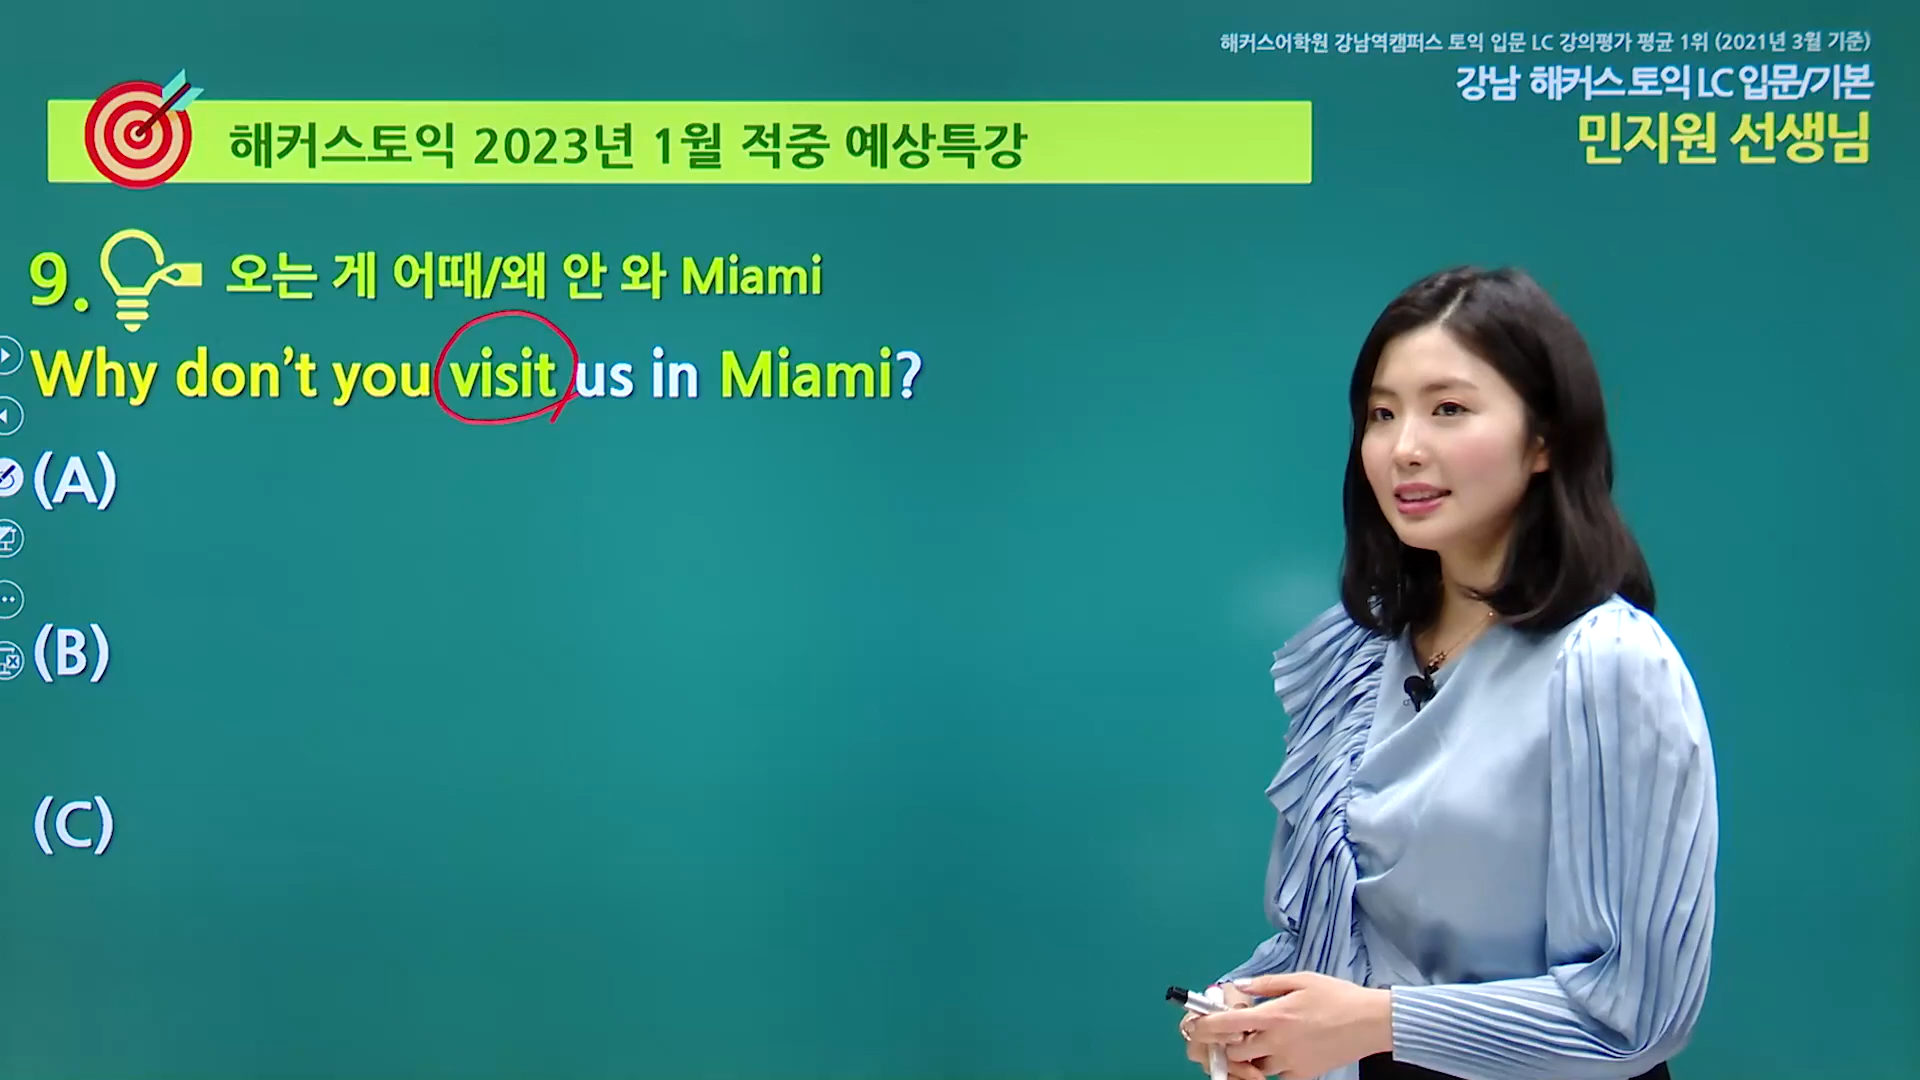 해커스어학원 강남역캠퍼스 토익 입문 LC 강의평가 평균 1위 (2021년 3월 기준)
강남 해커스 토익 LC 입문/기본
민지원 선생님
해커스토익 2023년 1월 적중 예상특강
9. 오는 게 어때/왜 안 와 Miami
Why don't you visit us in Miami?
(A)
(B)
(C)